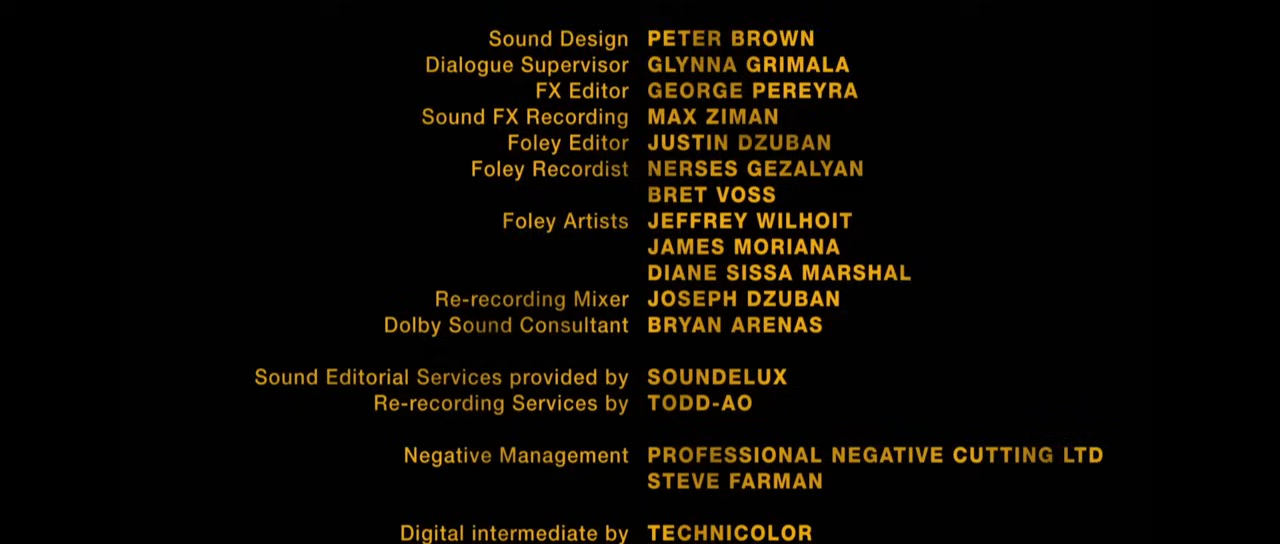 Sound Design PETER BROWN
Dialogue Supervisor GLYNNA GRIMALA
FX Editor GEORGE PEREYRA
Sound FX Recording MAX ZIMAN
Foley Editor JUSTIN DZUBAN
Foley Recordist NERSES GEZALYAN
BRET VOSS
Foley Artists JEFFREY WILHOIT
JAMES MORIANA
DIANE SISSA MARSHAL
Re-recording Mixer JOSEPH DZUBAN
Dolby Sound Consultant BRYAN ARENAS
Sound Editorial Services provided by SOUNDELUX
Re-recording Services by TODD-AO
Negative Management PROFESSIONAL NEGATIVE CUTTING LTD
STEVE FARMAN
Digital intermediate by TECHNICOLOR